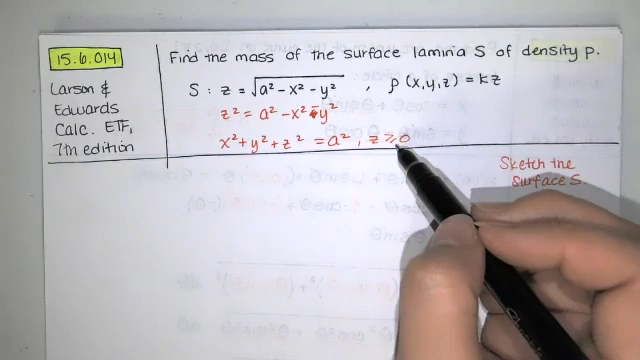 15.6.014
Larson &
Edwards
Calc. ETF,
7th edition
Find the mass of the surface lamina S of density ρ.
S : z = √(a² - x² - y²) , ρ(x,y,z) = kz
z² = a² - x² - y²
x² + y² + z² = a² , z ≥ 0
Sketch the
surface S.